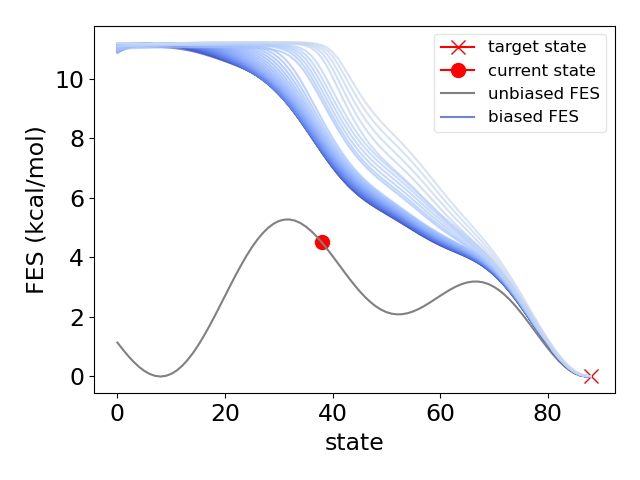 target state
current state
unbiased FES
biased FES
FES (kcal/mol)
10
8
6
4
2
0
0 20 40 60 80
state